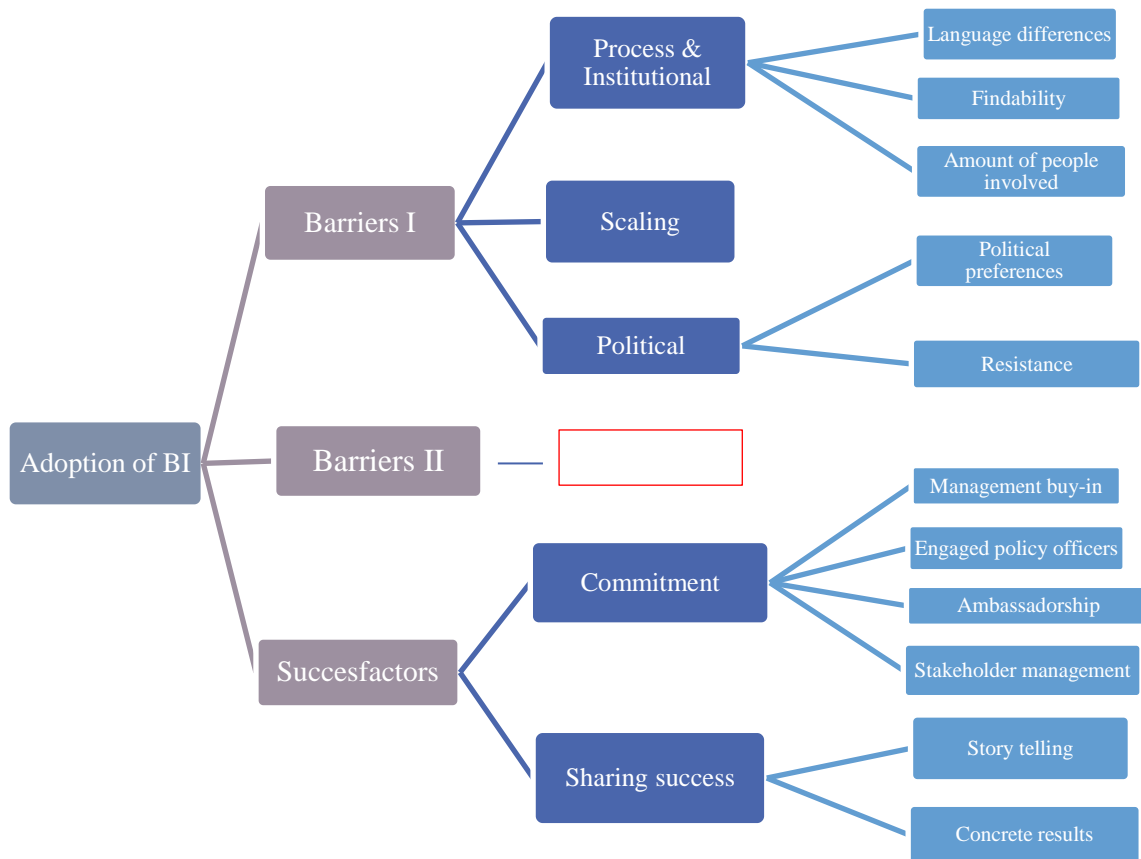 Adoption of BI
Barriers I
Process &
Institutional
Language differences
Findability
Amount of people
involved
Scaling
Political
Political
preferences
Resistance
Barriers II
Succesfactors
Commitment
Management buy-in
Engaged policy officers
Ambassadorship
Stakeholder management
Sharing success
Story telling
Concrete results